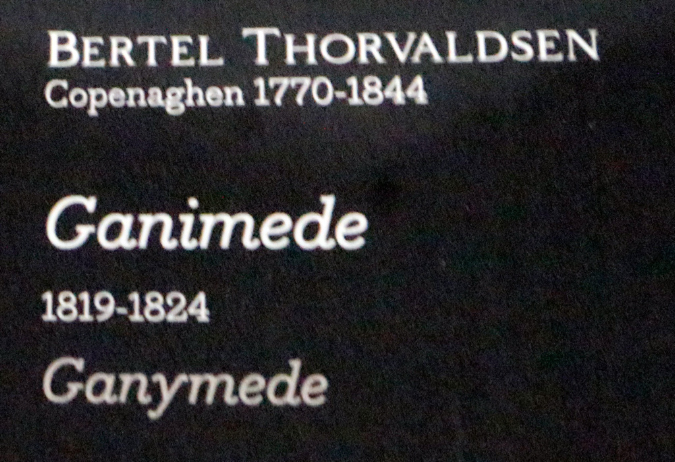 BERTEL THORVALDSEN
Copenaghen 1770-1844
Ganimede
1819-1824
Ganymede